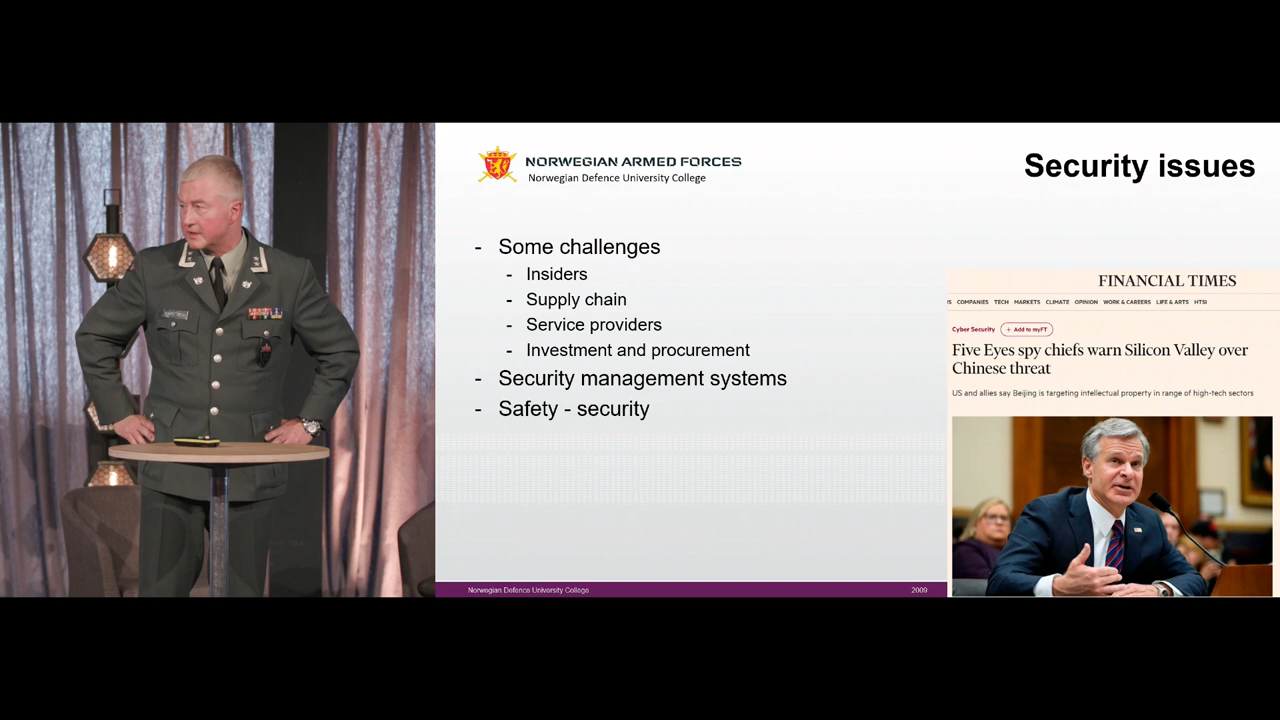 NORWEGIAN ARMED FORCES
Norwegian Defence University College
Security issues
- Some challenges
- Insiders
- Supply chain
- Service providers
- Investment and procurement
- Security management systems
- Safety - security
FINANCIAL TIMES
COMPANIES TECH MARKETS CLIMATE OPINION WORK & CAREERS LIFE & ARTS HTSI
Cyber Security + Add to myFT
Five Eyes spy chiefs warn Silicon Valley over
Chinese threat
US and allies say Beijing is targeting intellectual property in range of high-tech sectors
Norwegian Defence University College
2009